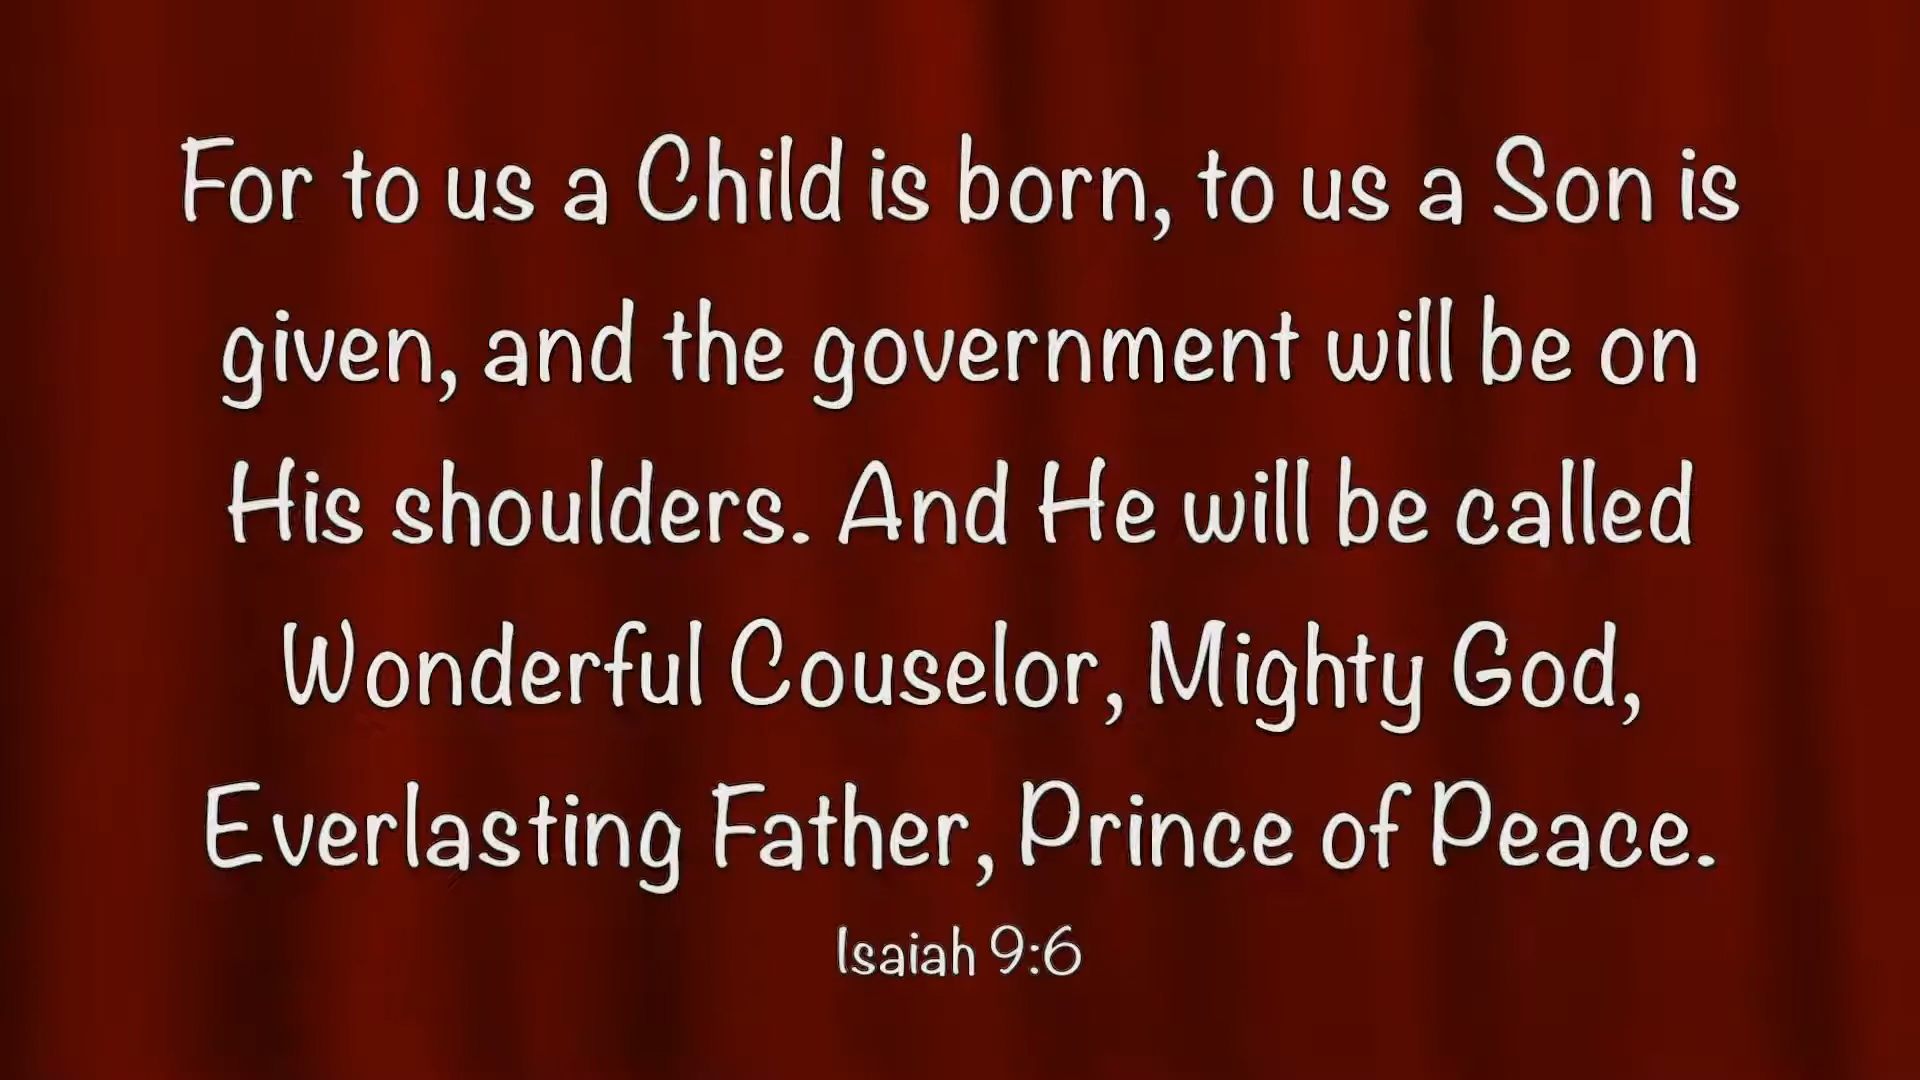 For to us a Child is born, to us a Son is
given, and the government will be on
His shoulders. And He will be called
Wonderful Couselor, Mighty God,
Everlasting Father, Prince of Peace.
Isaiah 9:6